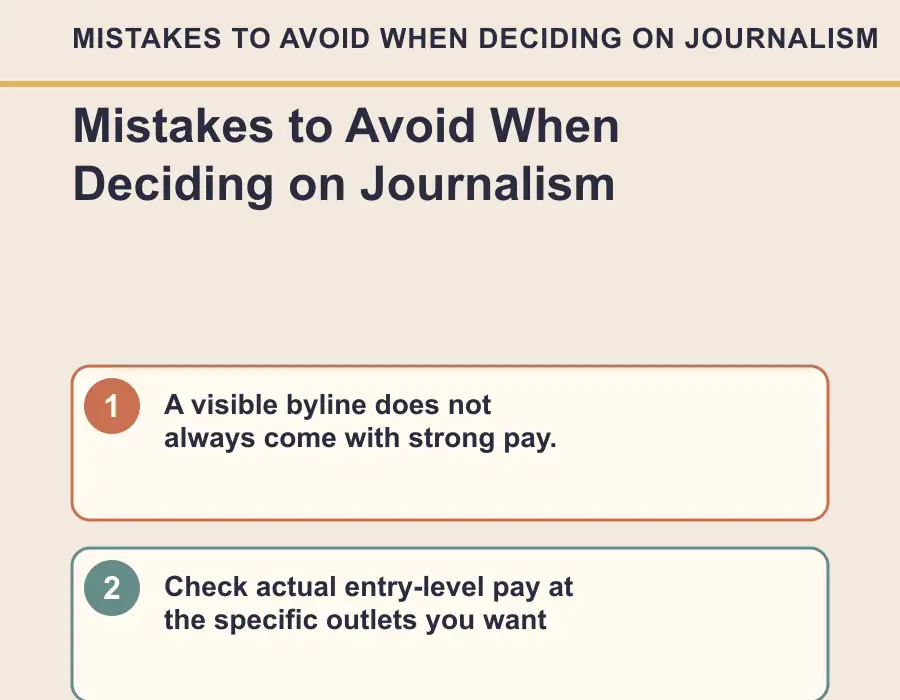 MISTAKES TO AVOID WHEN DECIDING ON JOURNALISM
Mistakes to Avoid When
Deciding on Journalism
1
A visible byline does not
always come with strong pay.
2
Check actual entry-level pay at
the specific outlets you want